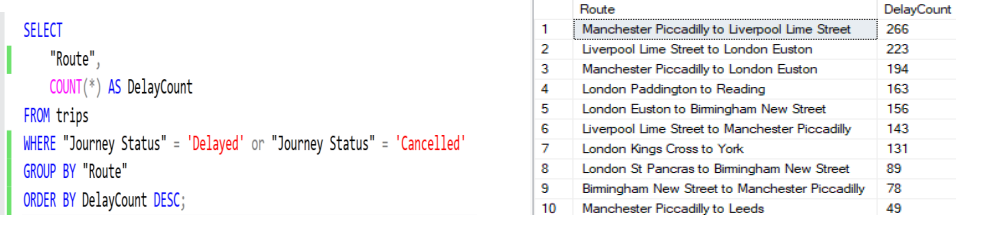 SELECT
"Route",
COUNT(*) AS DelayCount
FROM trips
WHERE "Journey Status" = 'Delayed' or "Journey Status" = 'Cancelled'
GROUP BY "Route"
ORDER BY DelayCount DESC;
Route DelayCount
1 Manchester Piccadilly to Liverpool Lime Street 266
2 Liverpool Lime Street to London Euston 223
3 Manchester Piccadilly to London Euston 194
4 London Paddington to Reading 163
5 London Euston to Birmingham New Street 156
6 Liverpool Lime Street to Manchester Piccadilly 143
7 London Kings Cross to York 131
8 London St Pancras to Birmingham New Street 89
9 Birmingham New Street to Manchester Piccadilly 78
10 Manchester Piccadilly to Leeds 49